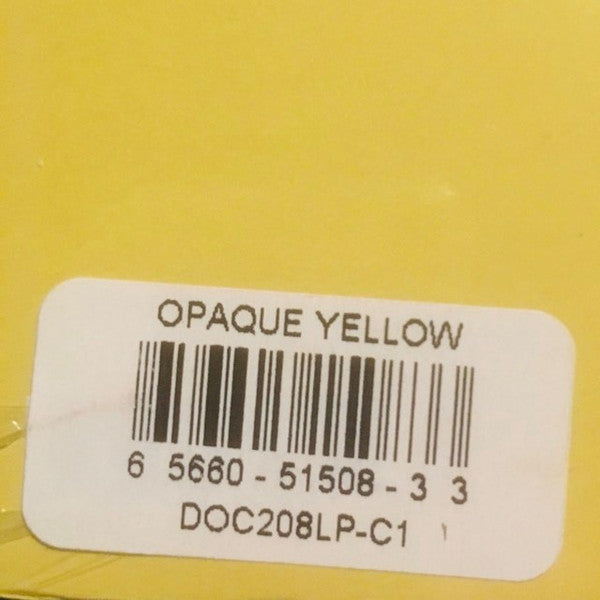 OPAQUE YELLOW
6 5660 - 51508 - 3 3
DOC208LP-C1